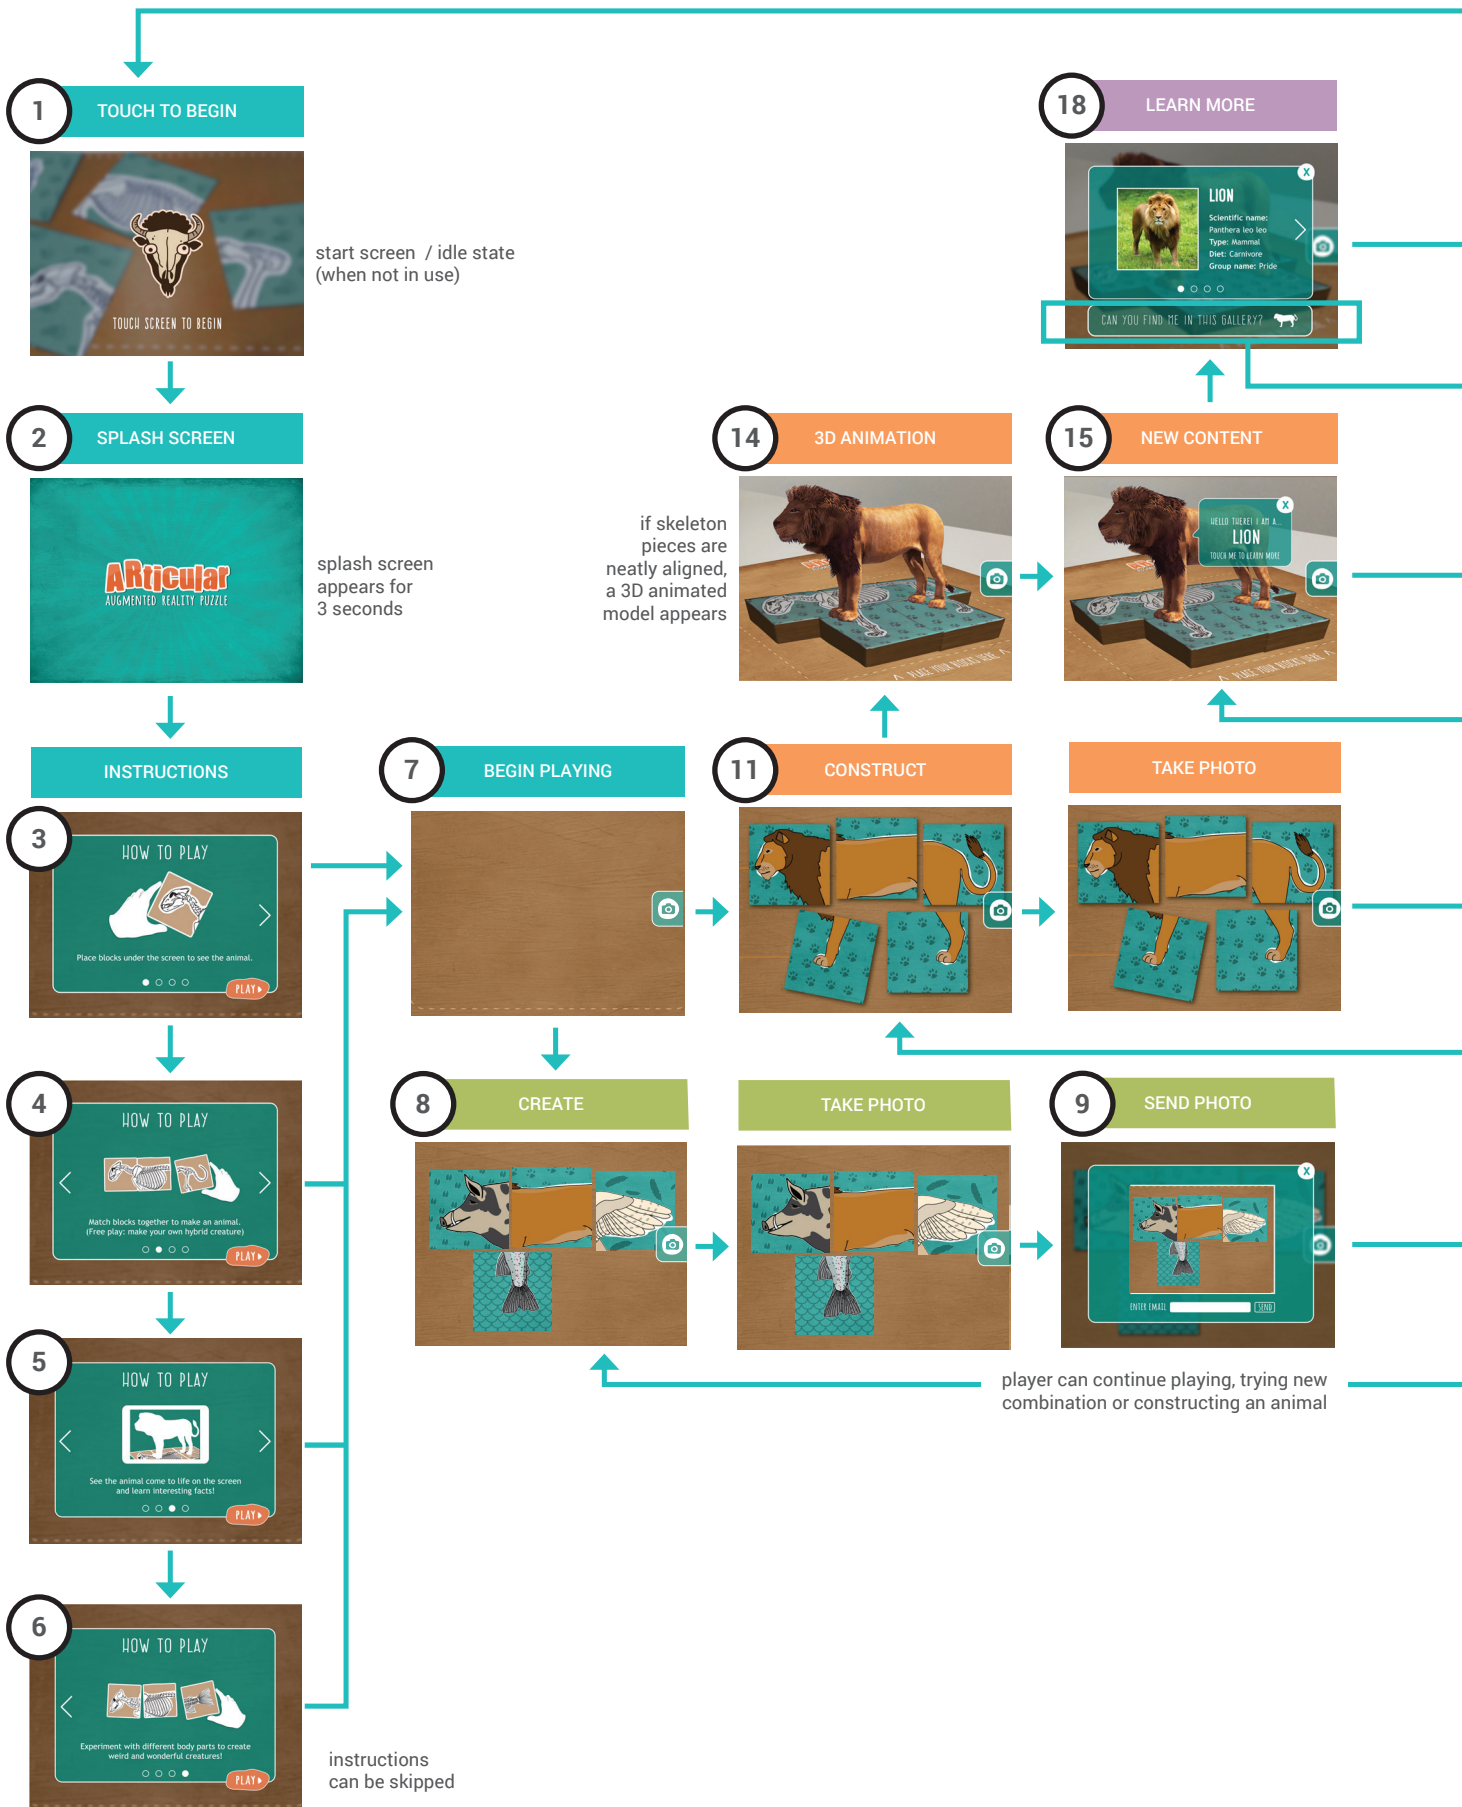 1
TOUCH TO BEGIN
TOUCH SCREEN TO BEGIN
start screen / idle state
(when not in use)
2
SPLASH SCREEN
ARticular
AUGMENTED REALITY PUZZLE
splash screen
appears for
3 seconds
INSTRUCTIONS
3
HOW TO PLAY
Place blocks under the screen to see the animal.
PLAY
4
HOW TO PLAY
Match blocks together to make an animal.
(Free play: make your own hybrid creature)
PLAY
5
HOW TO PLAY
See the animal come to life on the screen
and learn interesting facts!
PLAY
6
HOW TO PLAY
Experiment with different body parts to create
weird and wonderful creatures!
PLAY
instructions
can be skipped
7
BEGIN PLAYING
8
CREATE
TAKE PHOTO
9
SEND PHOTO
X
ENTER EMAIL
SEND
player can continue playing, trying new
combination or constructing an animal
11
CONSTRUCT
TAKE PHOTO
14
3D ANIMATION
if skeleton
pieces are
neatly aligned,
a 3D animated
model appears
PLACE YOUR BLOCKS HERE
15
NEW CONTENT
X
HELLO THERE! I AM A...
LION
TOUCH ME TO LEARN MORE
PLACE YOUR BLOCKS HERE
18
LEARN MORE
X
LION
Scientific name:
Panthera leo leo
Type: Mammal
Diet: Carnivore
Group name: Pride
CAN YOU FIND ME IN THIS GALLERY?